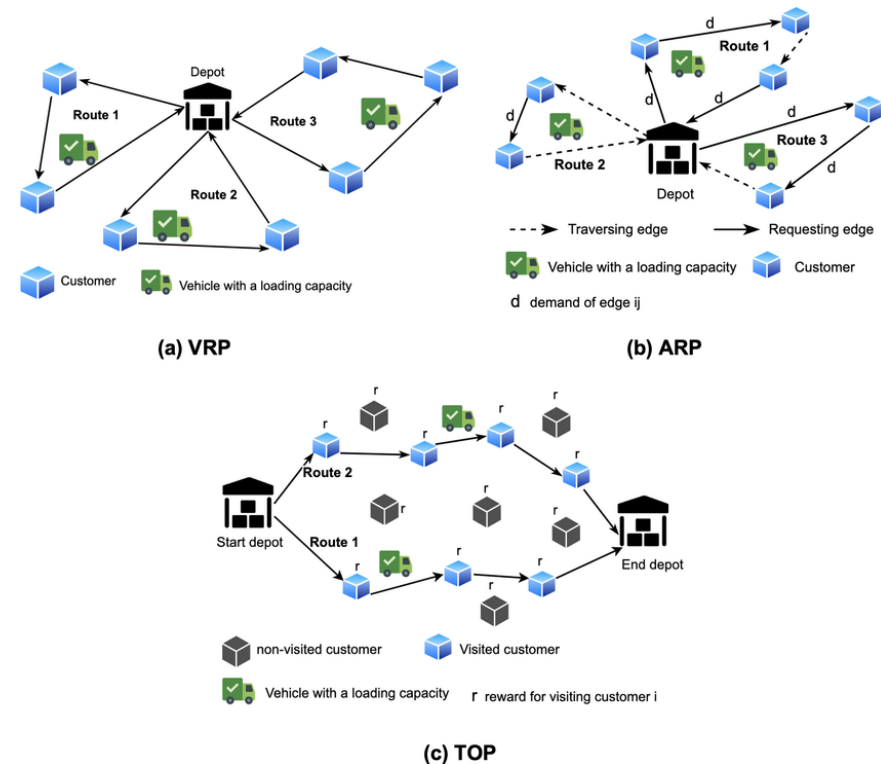 Depot
Route 1
Route 3
Route 2
Customer
Vehicle with a loading capacity
(a) VRP
d
Route 1
d
d
d
d
Route 3
Route 2
d
Depot
Traversing edge
Requesting edge
Vehicle with a loading capacity
Customer
d demand of edge ij
(b) ARP
r
r
r
r
r
r
Route 2
r
r
r
Start depot
Route 1
End depot
r
r
r
r
non-visited customer
Visited customer
Vehicle with a loading capacity
r reward for visiting customer i
(c) TOP